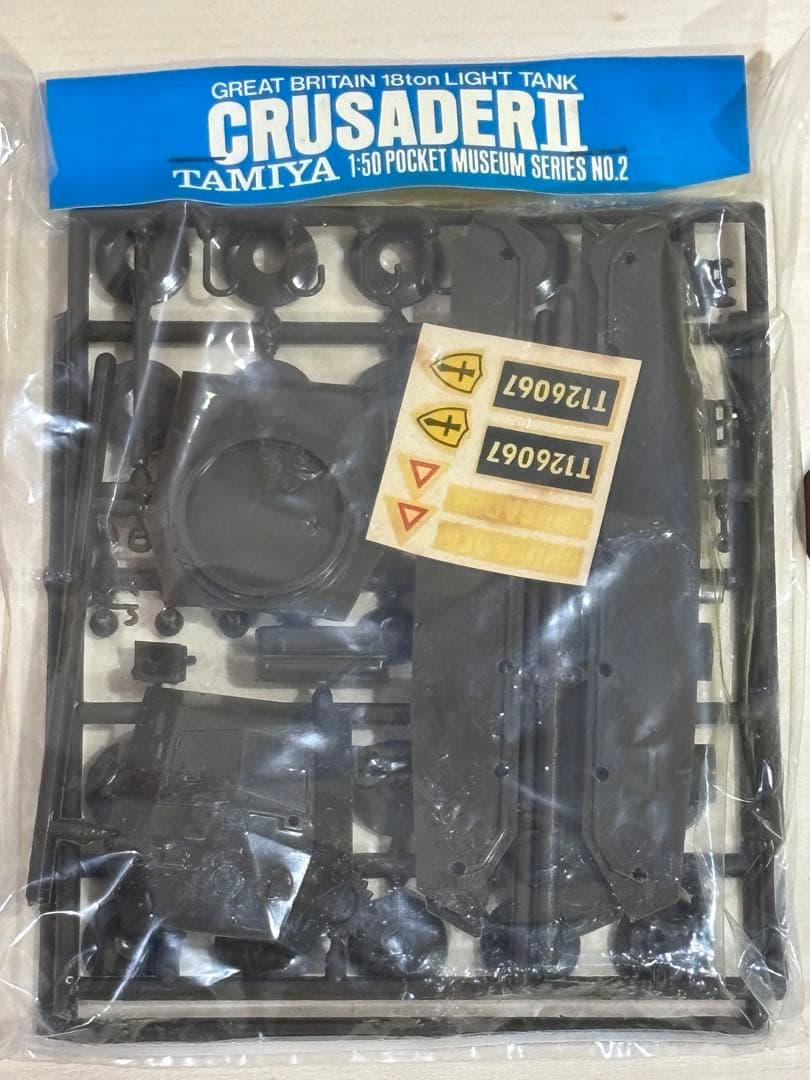 GREAT BRITAIN 18ton LIGHT TANK
CRUSADER II
TAMIYA 1:50 POCKET MUSEUM SERIES NO.2
T126067
T126067